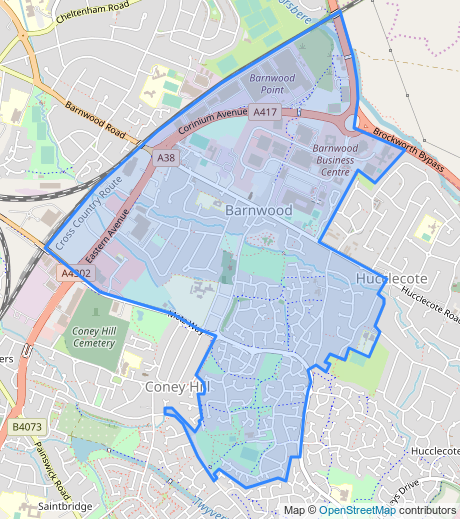 Cheltenham Road
Horsbere
Barnwood
Point
Barnwood Road
Corinium Avenue
A417
Brockworth Bypass
A38
Barnwood
Business
Centre
Cross Country Route
Eastern Avenue
Barnwood
A4302
Hucclecote
Hucclecote Road
Coney Hill
Cemetery
Metz Way
Coney Hill
B4073
Painswick Road
Hucclecote
Saintbridge
Twyver
Map © OpenStreetMap contributors